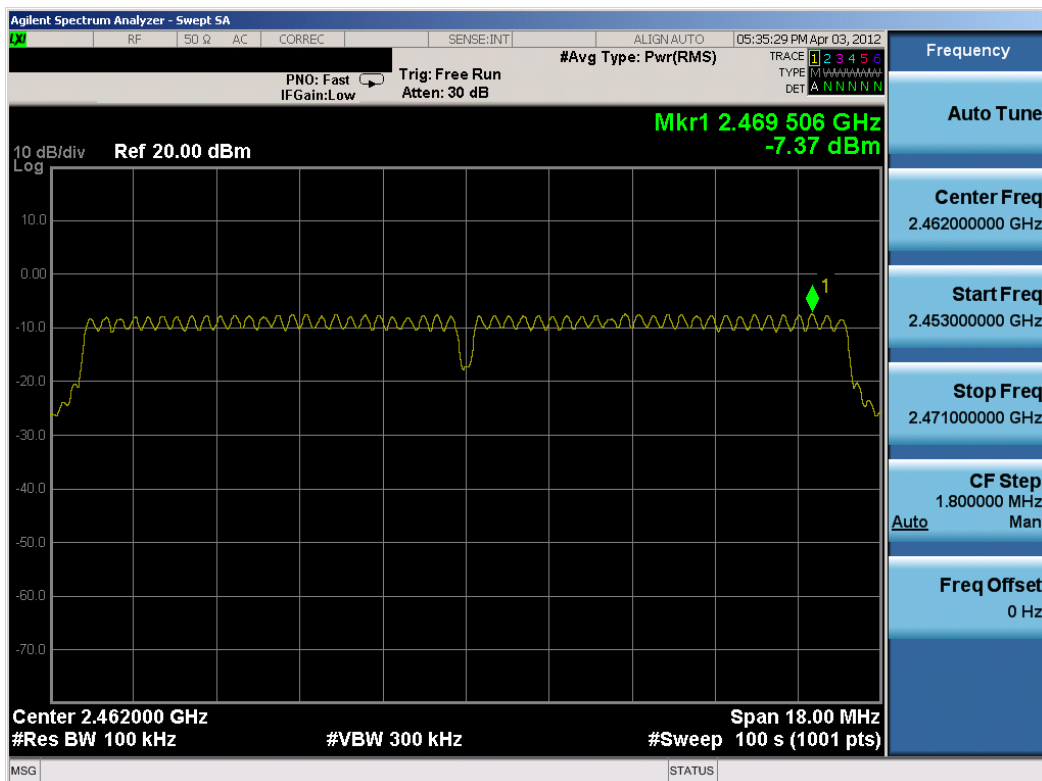 Agilent Spectrum Analyzer - Swept SA
LXI RF 50 Ω AC CORREC SENSE:INT ALIGN AUTO 05:35:29 PM Apr 03, 2012
PNO: Fast IFGain:Low Trig: Free Run Atten: 30 dB #Avg Type: Pwr(RMS)
TRACE 1 2 3 4 5 6
TYPE M WWWWW
DET A N N N N N
Mkr1 2.469 506 GHz
-7.37 dBm
10 dB/div Ref 20.00 dBm
Log
10.0
0.00
1
-10.0
-20.0
-30.0
-40.0
-50.0
-60.0
-70.0
Center 2.462000 GHz Span 18.00 MHz
#Res BW 100 kHz #VBW 300 kHz #Sweep 100 s (1001 pts)
MSG STATUS
Frequency
Auto Tune
Center Freq
2.462000000 GHz
Start Freq
2.453000000 GHz
Stop Freq
2.471000000 GHz
CF Step
1.800000 MHz
Auto Man
Freq Offset
0 Hz